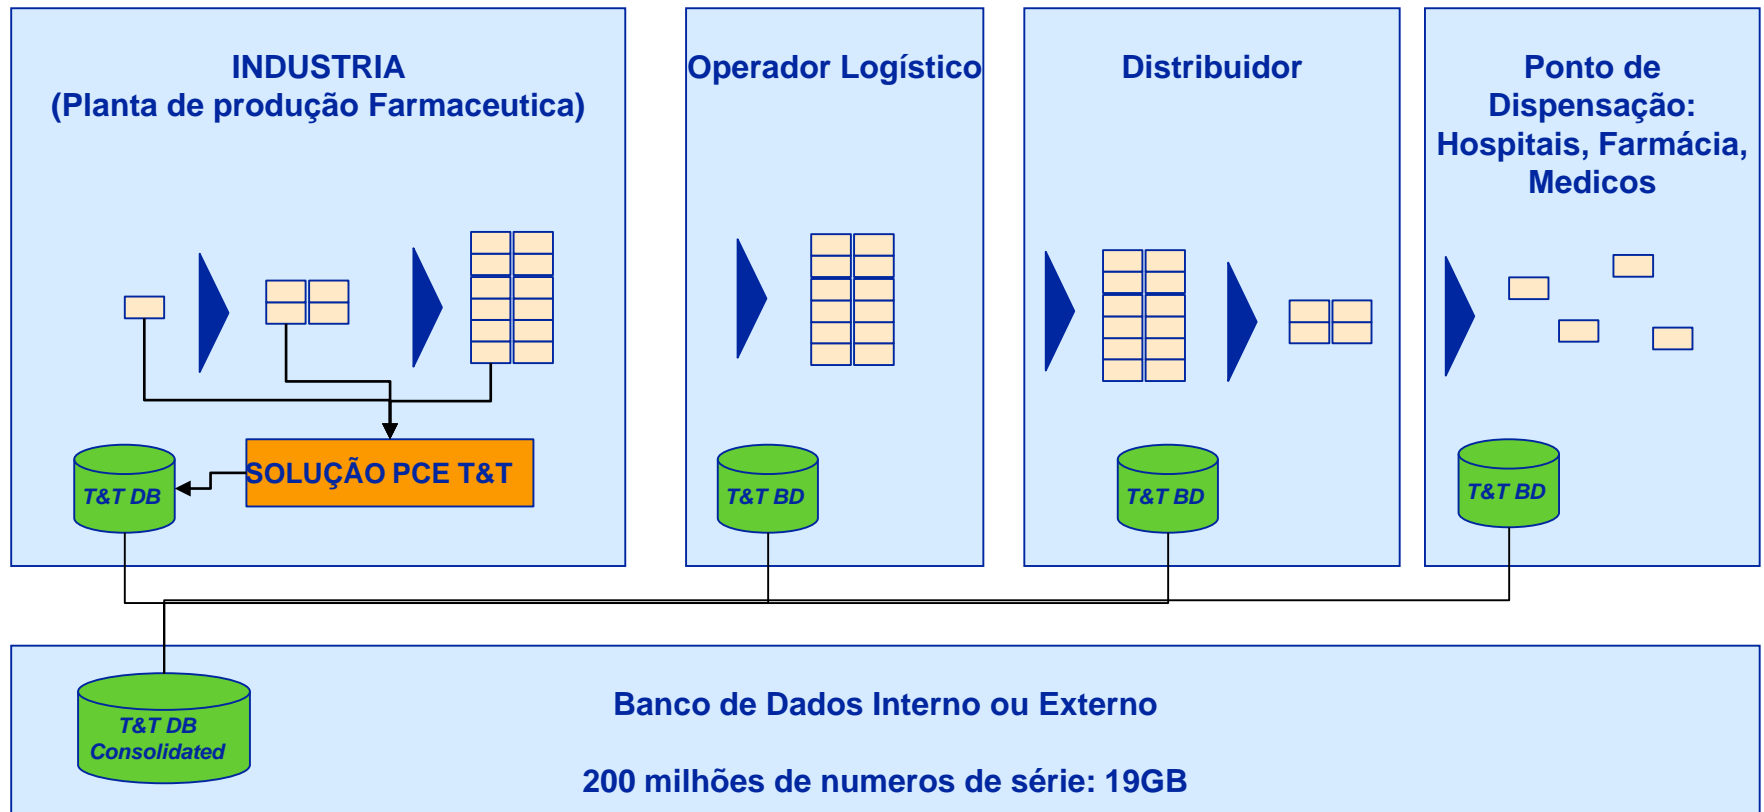 INDUSTRIA
(Planta de produção Farmaceutica)
Operador Logístico
Distribuidor
Ponto de
Dispensação:
Hospitais, Farmácia,
Medicos
SOLUÇÃO PCE T&T
T&T DB
T&T BD
T&T BD
T&T BD
T&T DB
Consolidated
Banco de Dados Interno ou Externo
200 milhões de numeros de série: 19GB